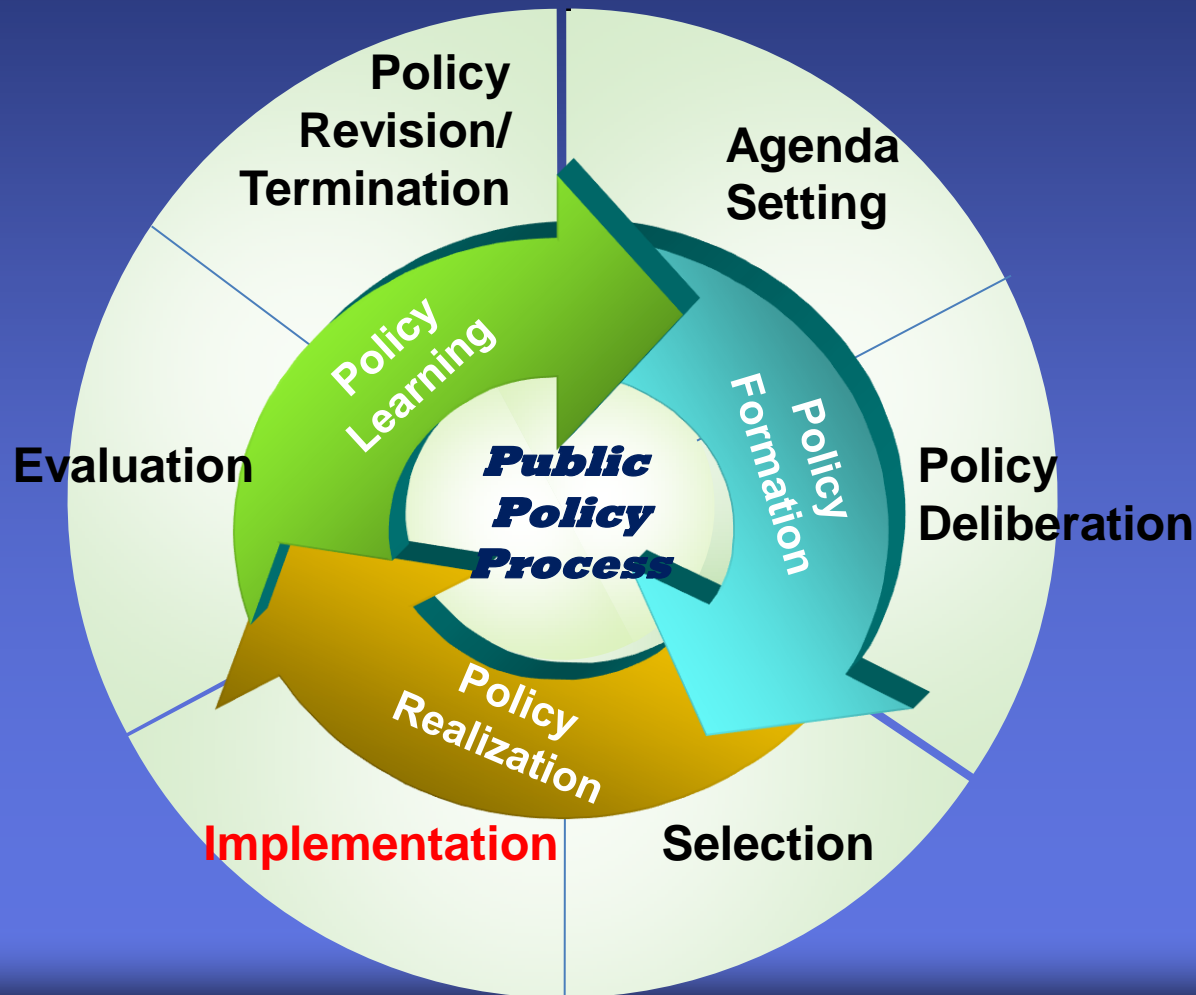 Policy
Revision/
Termination
Agenda
Setting
Policy
Learning
Policy
Formation
Evaluation
Public
Policy
Process
Policy
Deliberation
Policy
Realization
Implementation
Selection